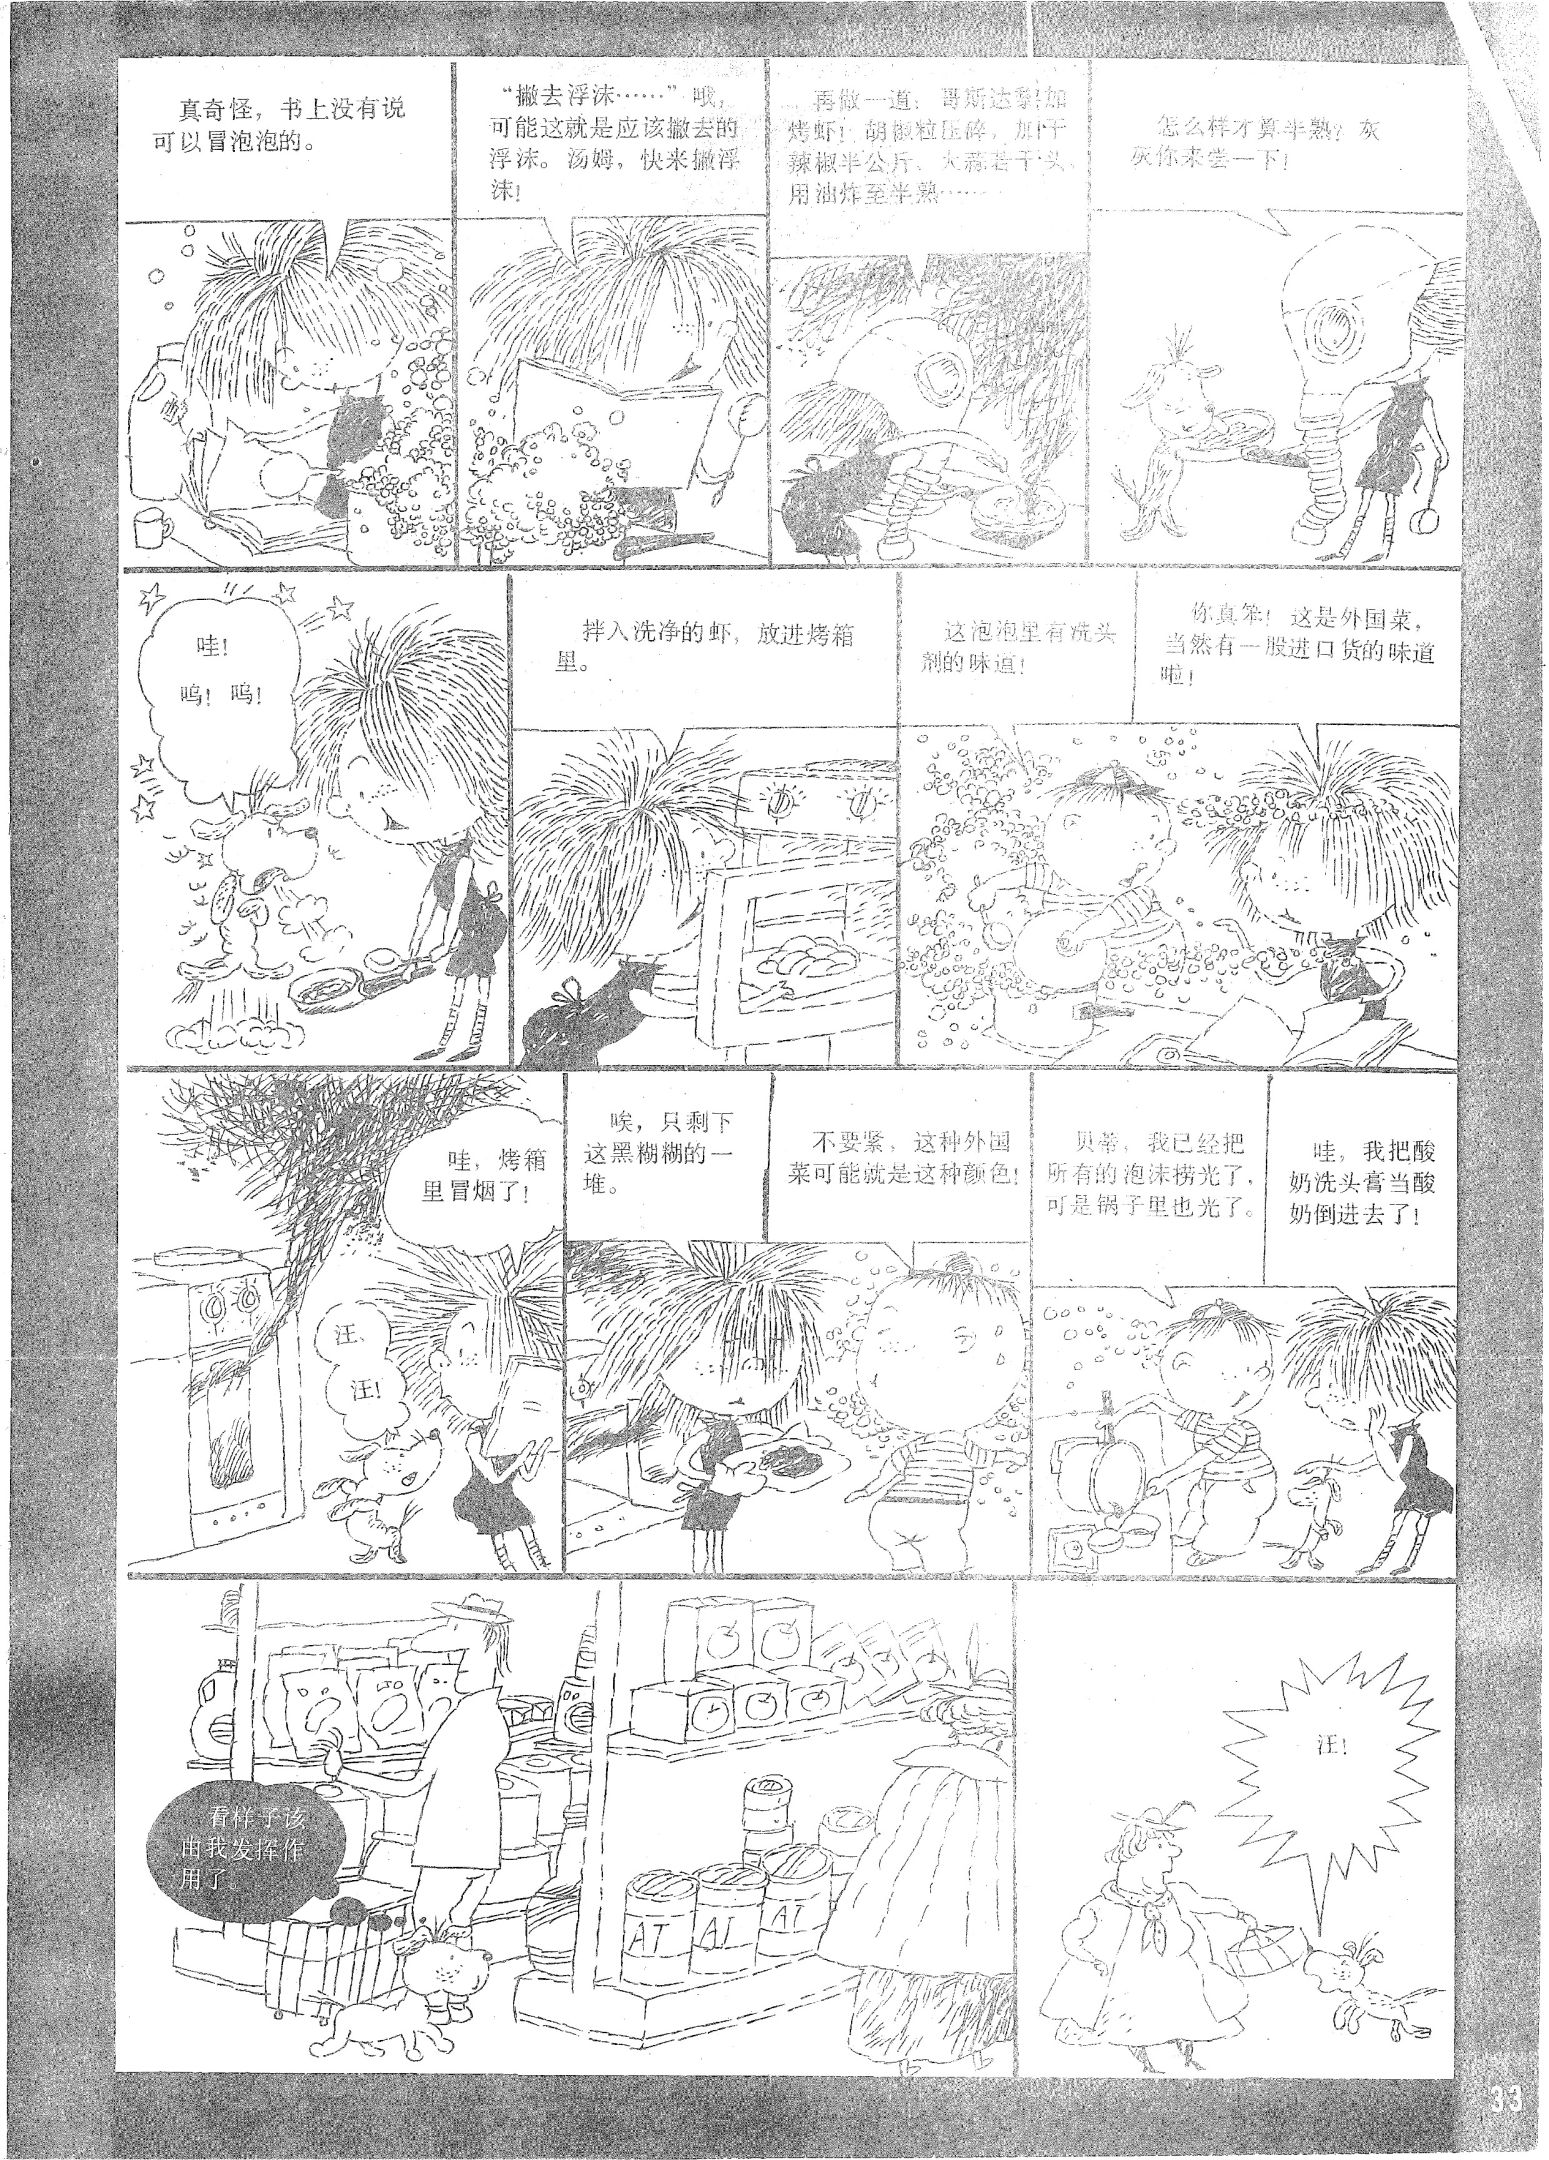 真奇怪，书上没有说
可以冒泡泡的。
“撇去浮沫……”哦，
可能这就是应该撇去的
浮沫。汤姆，快来撇浮
沫！
再做一道：哥斯达黎加
烤虾！胡椒粒压碎，加干
辣椒半公斤、大蒜若干头，
用油炸至半熟……
怎么样才算半熟？灰
灰你来尝一下！
酸
哇！
呜！呜！
拌入洗净的虾，放进烤箱
里。
这泡泡里有洗头
剂的味道！
你真笨！这是外国菜，
当然有一股进口货的味道
啦！
哇，烤箱
里冒烟了！
汪、
汪！
唉，只剩下
这黑糊糊的一
堆。
不要紧，这种外国
菜可能就是这种颜色！
贝蒂，我已经把
所有的泡沫捞光了，
可是锅子里也光了。
哇，我把酸
奶洗头膏当酸
奶倒进去了！
看样子该
由我发挥作
用了。
AT
AI
AT
汪！
33